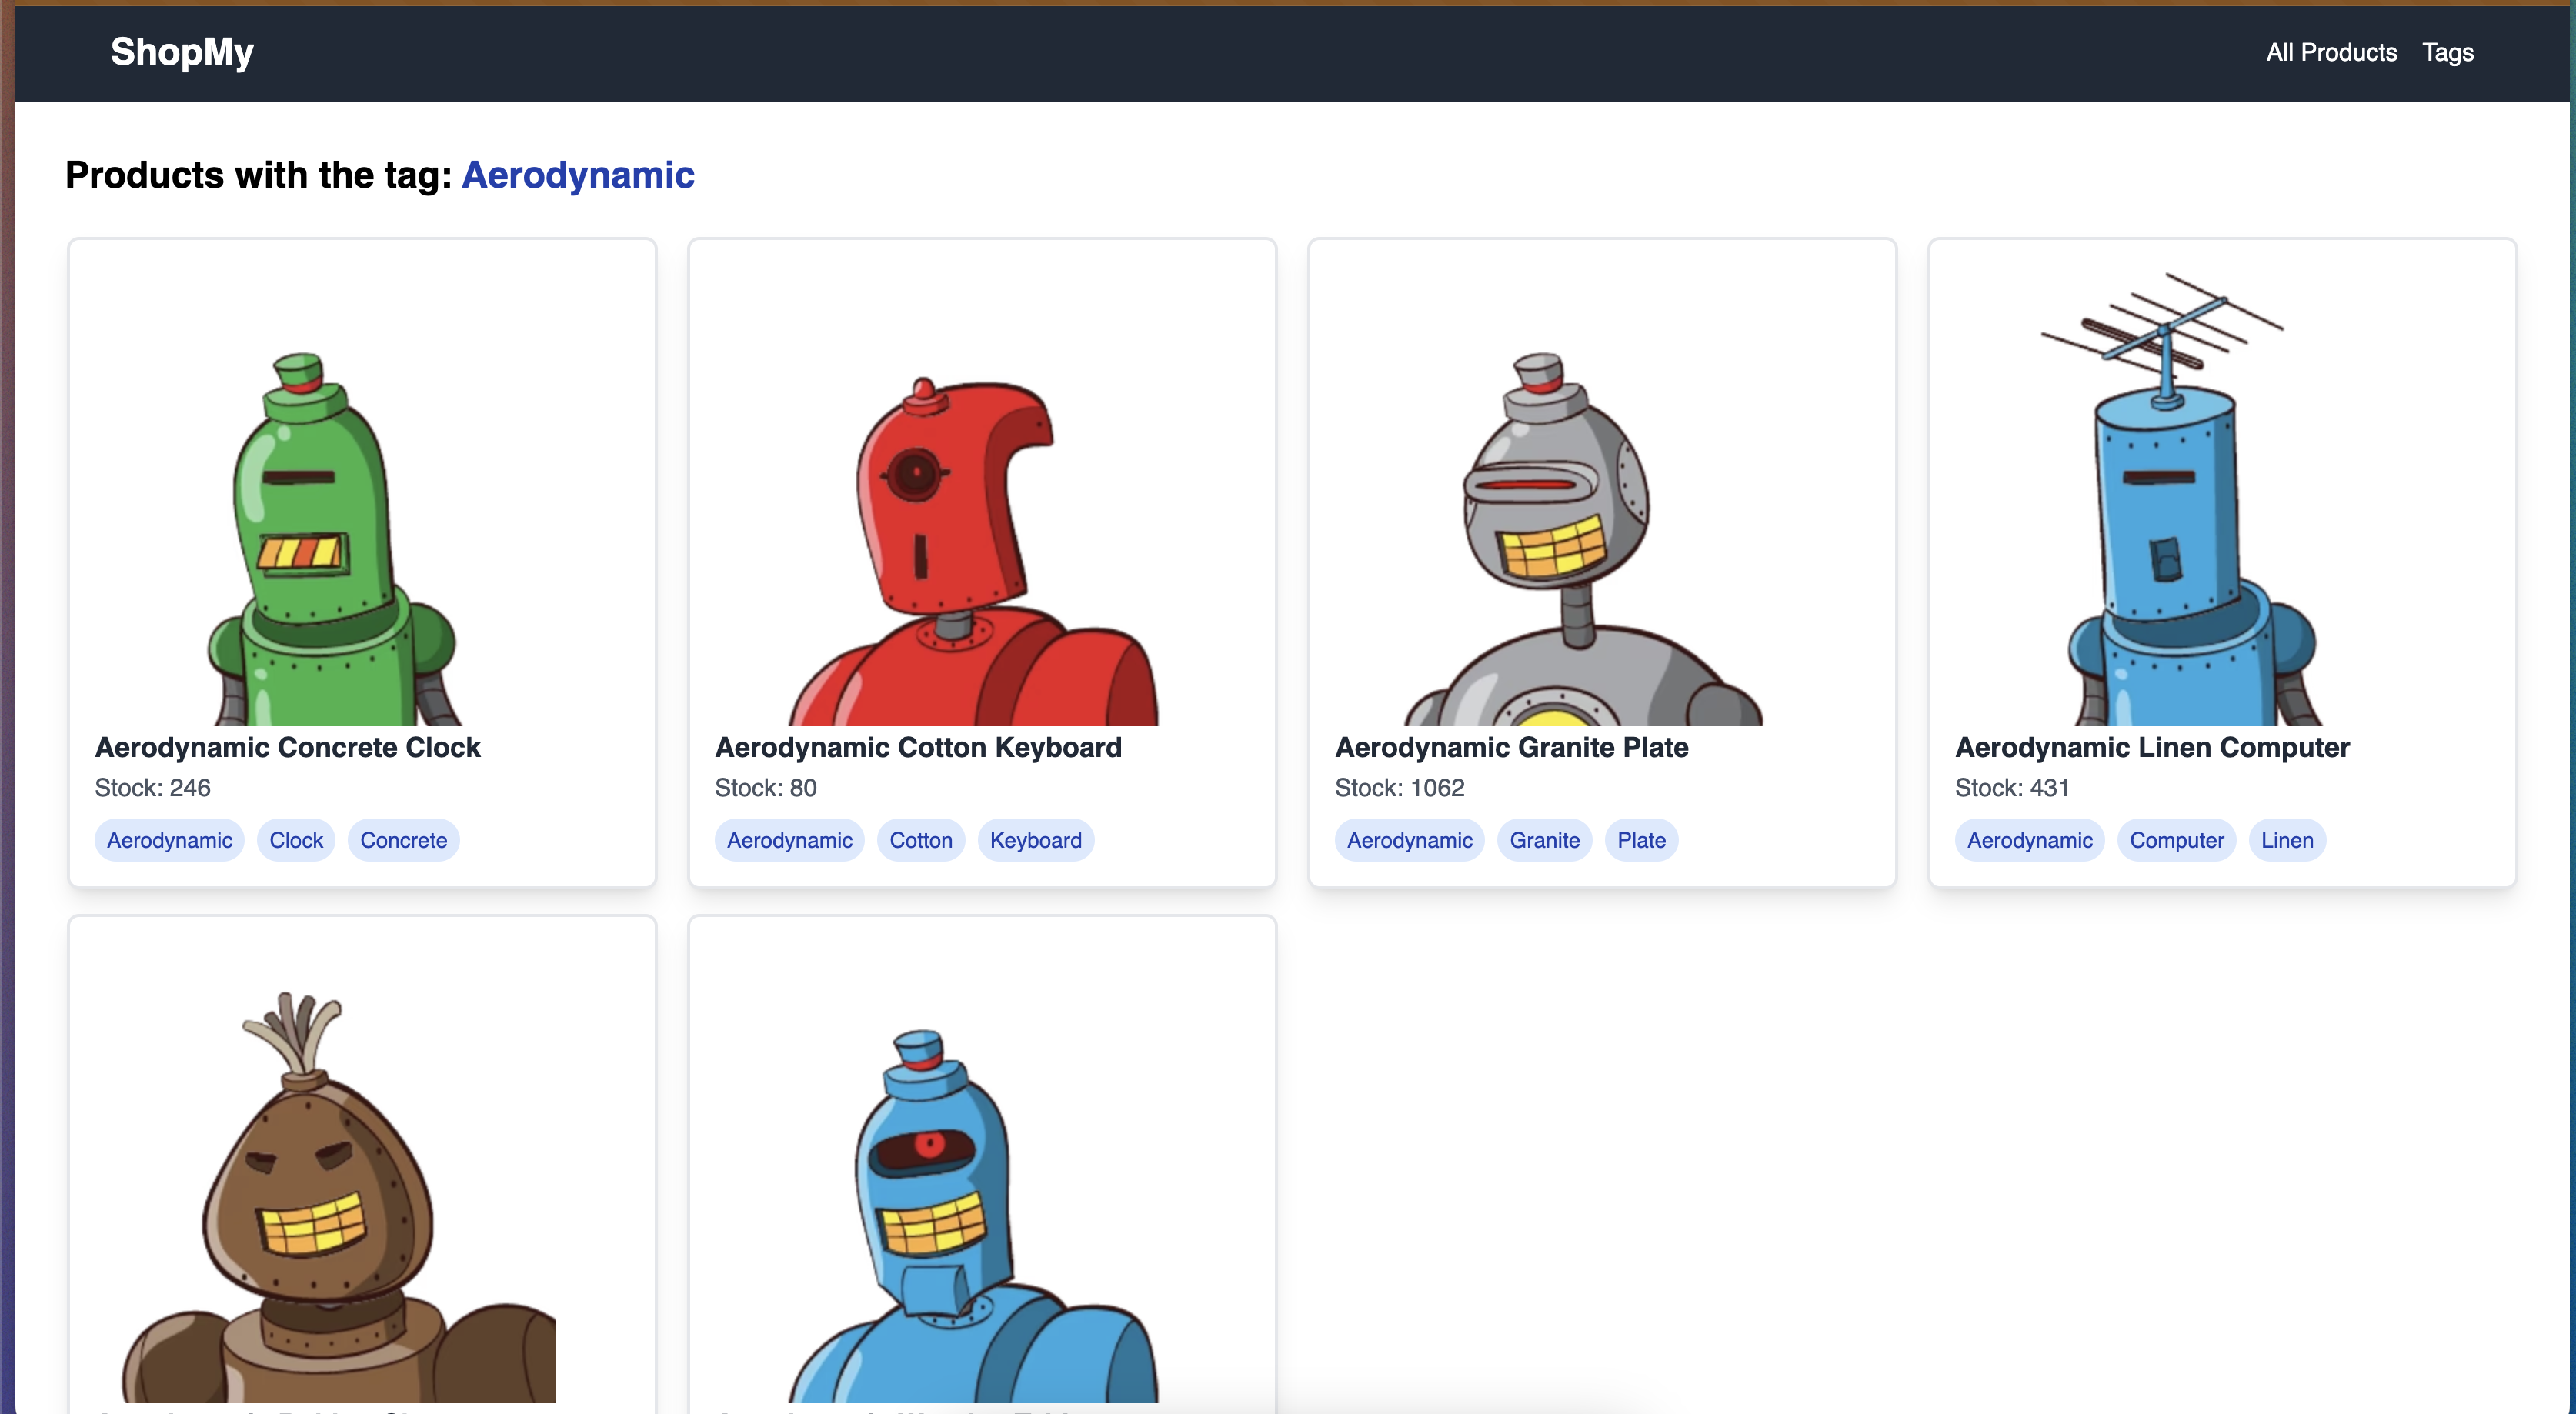 ShopMy
All Products
Tags
Products with the tag: Aerodynamic
Aerodynamic Concrete Clock
Stock: 246
Aerodynamic
Clock
Concrete
Aerodynamic Cotton Keyboard
Stock: 80
Aerodynamic
Cotton
Keyboard
Aerodynamic Granite Plate
Stock: 1062
Aerodynamic
Granite
Plate
Aerodynamic Linen Computer
Stock: 431
Aerodynamic
Computer
Linen